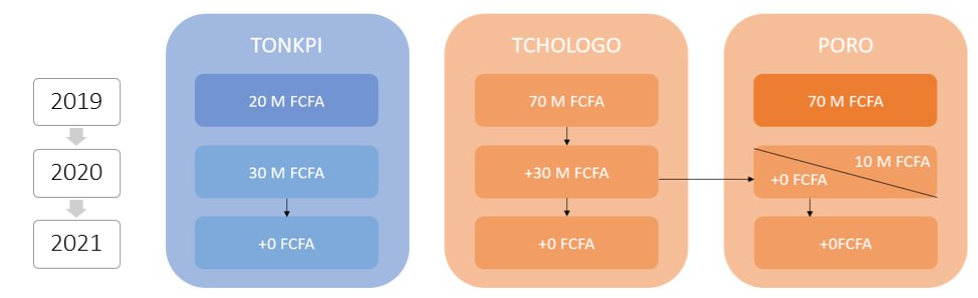 TONKPI
TCHOLOGO
PORO
2019
20 M FCFA
70 M FCFA
70 M FCFA
2020
30 M FCFA
+30 M FCFA
10 M FCFA
+0 FCFA
2021
+0 FCFA
+0 FCFA
+0FCFA